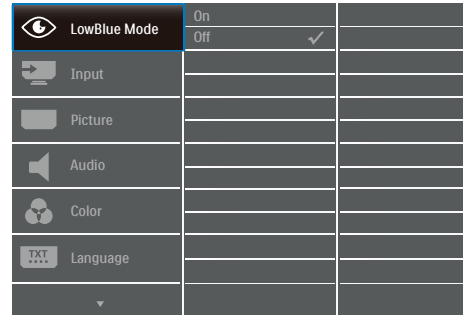 LowBlue Mode
On
Off
Input
Picture
Audio
Color
TXT
Language